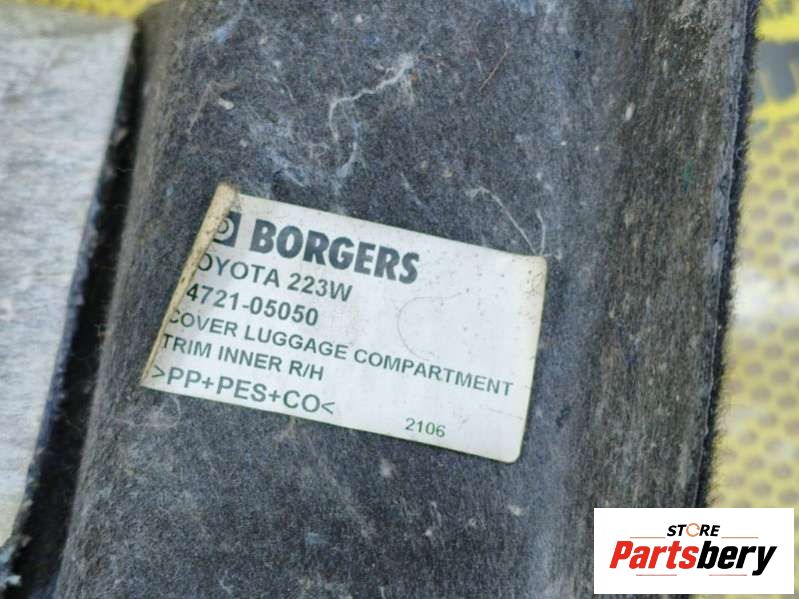 BORGERS
OYOTA 223W
4721-05050
COVER LUGGAGE COMPARTMENT
TRIM INNER R/H
>PP+PES+CO<
2106
STORE
Partsbery